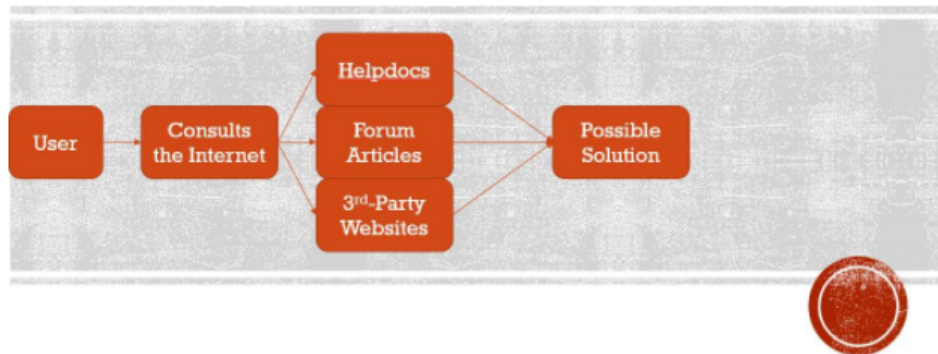 User
Consults
the Internet
Helpdocs
Forum
Articles
3rd-Party
Websites
Possible
Solution